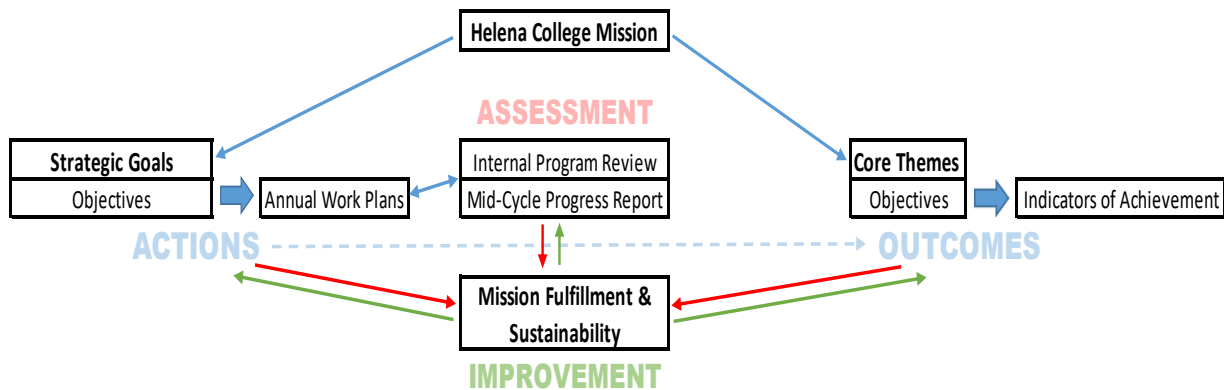 Helena College Mission
ASSESSMENT
Strategic Goals
Objectives
Annual Work Plans
Internal Program Review
Mid-Cycle Progress Report
Core Themes
Objectives
Indicators of Achievement
ACTIONS
OUTCOMES
Mission Fulfillment &
Sustainability
IMPROVEMENT